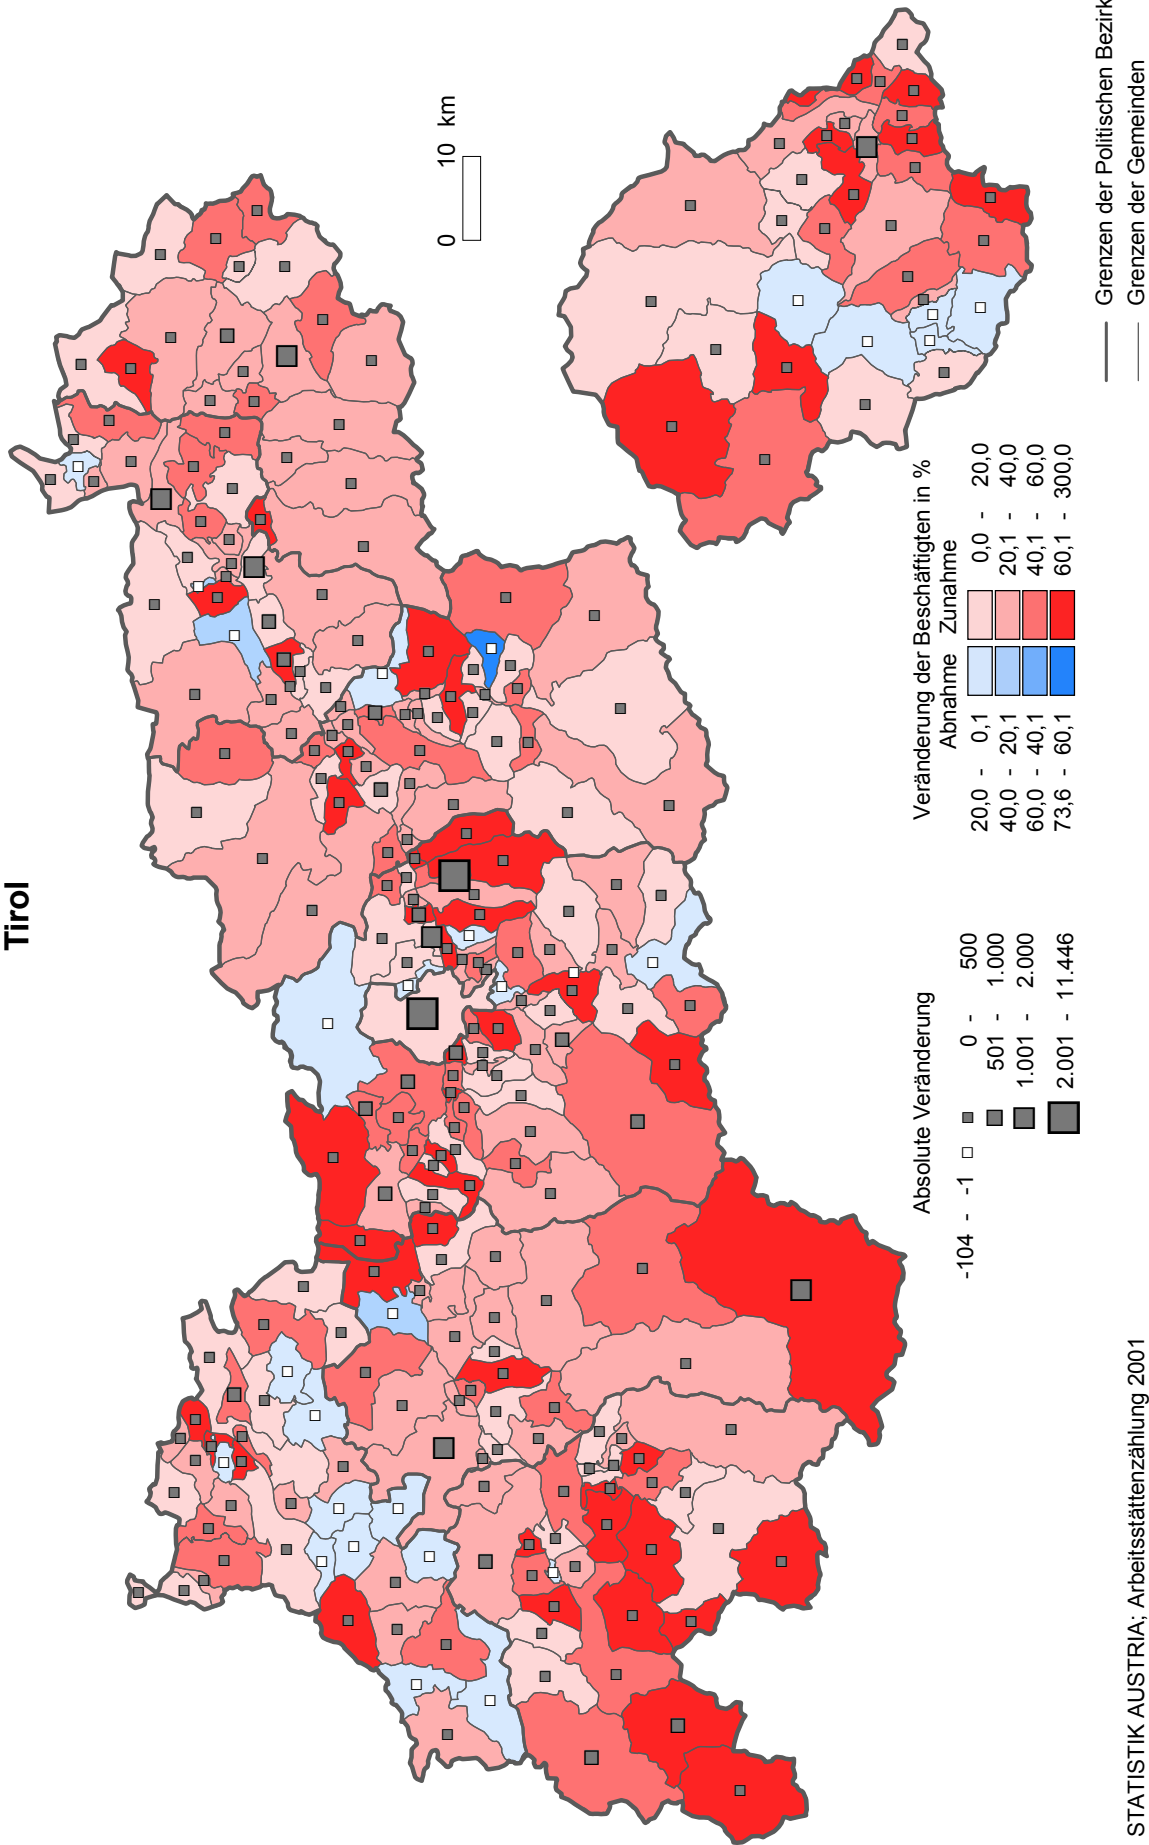 Tirol
0 10 km
Absolute Veränderung
-104 - -1
0 - 500
501 - 1.000
1.001 - 2.000
2.001 - 11.446
Veränderung der Beschäftigten in %
Abnahme Zunahme
20,0 - 0,1 0,0 - 20,0
40,0 - 20,1 20,1 - 40,0
60,0 - 40,1 40,1 - 60,0
73,6 - 60,1 60,1 - 300,0
Grenzen der Politischen Bezirk
Grenzen der Gemeinden
STATISTIK AUSTRIA; Arbeitsstättenzählung 2001